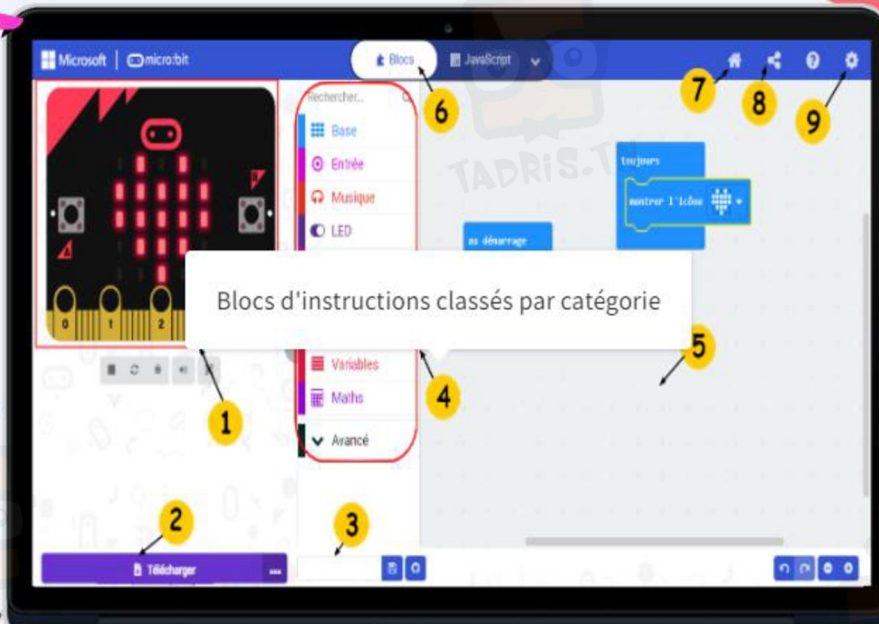 Microsoft micro:bit Blocs JavaScript
Rechercher...
Base
Entrée
Musique
LED
Blocs d'instructions classés par catégorie
Variables
Maths
Avancé
toujours
montrer l'icône
au démarrage
0 1 2
1
2
3
4
5
6
7
8
9
Télécharger
TADRIS.TN